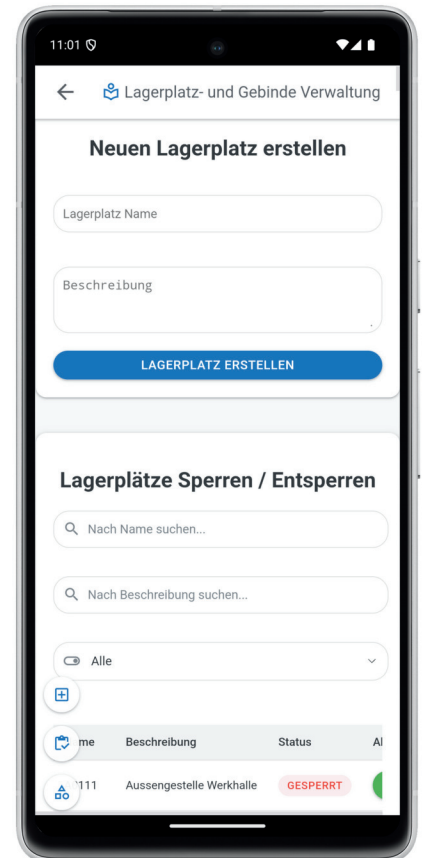 11:01
Lagerplatz- und Gebinde Verwaltung
Neuen Lagerplatz erstellen
Lagerplatz Name
Beschreibung
LAGERPLATZ ERSTELLEN
Lagerplätze Sperren / Entsperren
Nach Name suchen...
Nach Beschreibung suchen...
Alle
me Beschreibung Status
111 Aussengestelle Werkhalle GESPERRT